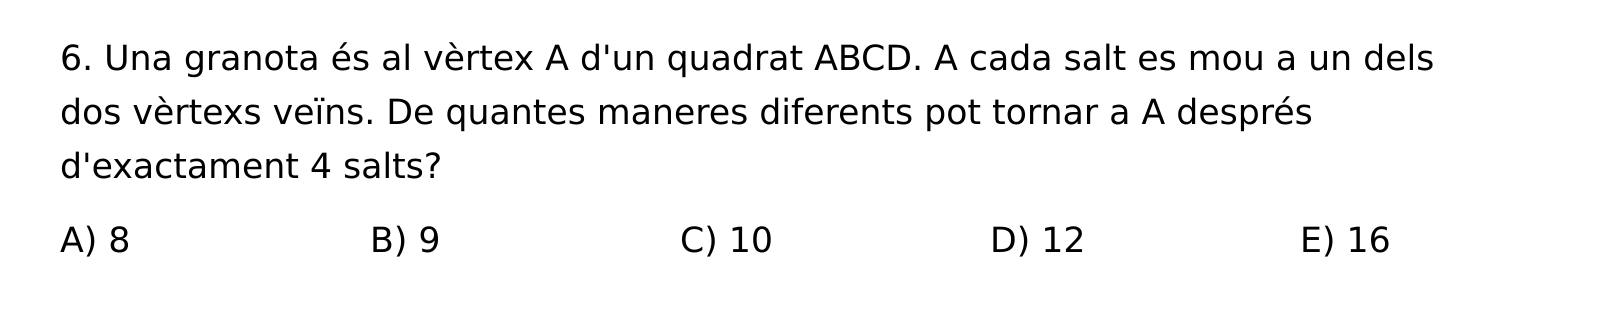 6. Una granota és al vèrtex A d'un quadrat ABCD. A cada salt es mou a un dels
dos vèrtexs veïns. De quantes maneres diferents pot tornar a A després
d'exactament 4 salts?
A) 8 B) 9 C) 10 D) 12 E) 16